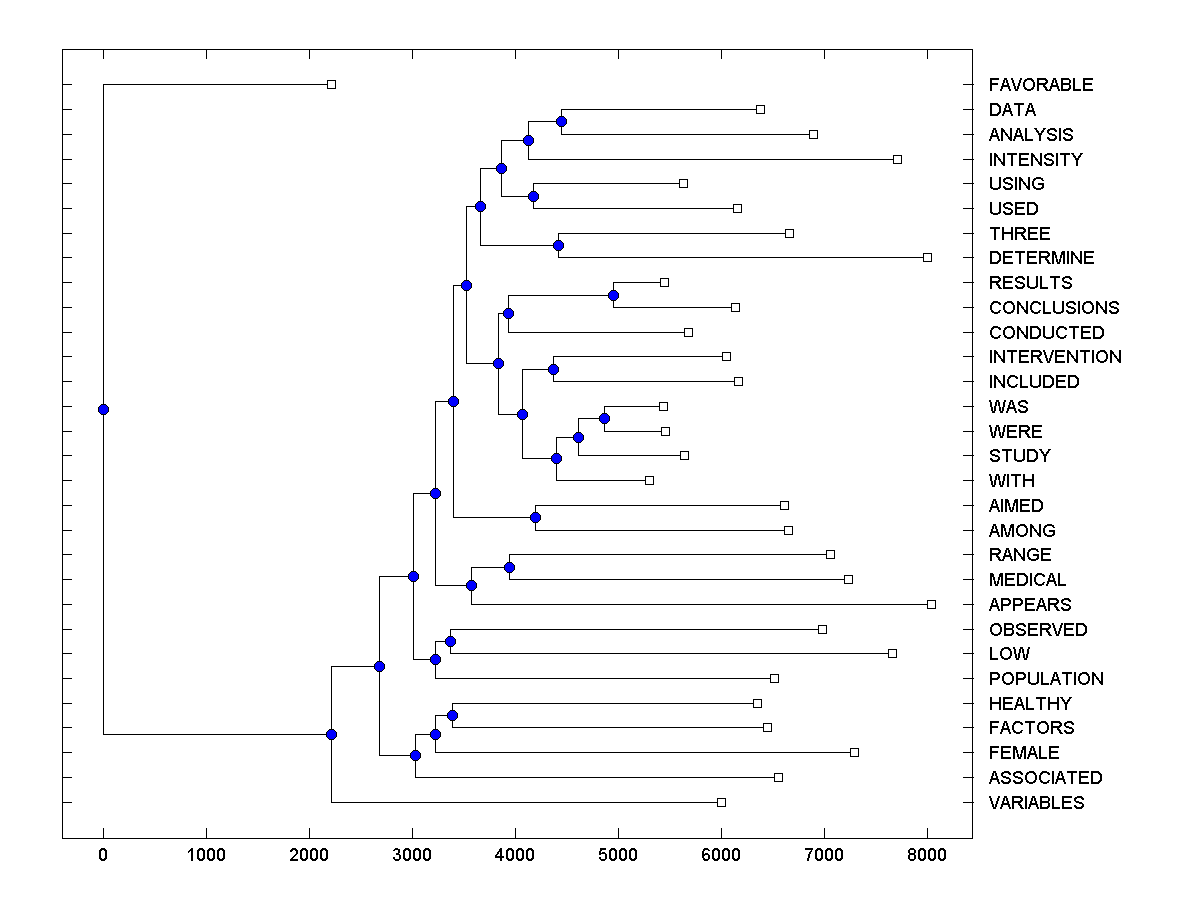 FAVORABLE
DATA
ANALYSIS
INTENSITY
USING
USED
THREE
DETERMINE
RESULTS
CONCLUSIONS
CONDUCTED
INTERVENTION
INCLUDED
WAS
WERE
STUDY
WITH
AIMED
AMONG
RANGE
MEDICAL
APPEARS
OBSERVED
LOW
POPULATION
HEALTHY
FACTORS
FEMALE
ASSOCIATED
VARIABLES
0 1000 2000 3000 4000 5000 6000 7000 8000